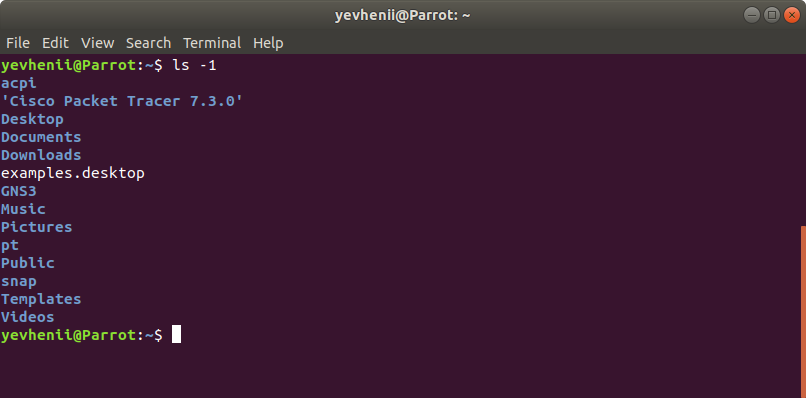 yevhenii@Parrot: ~
File Edit View Search Terminal Help
yevhenii@Parrot:~$ ls -1
acpi
'Cisco Packet Tracer 7.3.0'
Desktop
Documents
Downloads
examples.desktop
GNS3
Music
Pictures
pt
Public
snap
Templates
Videos
yevhenii@Parrot:~$